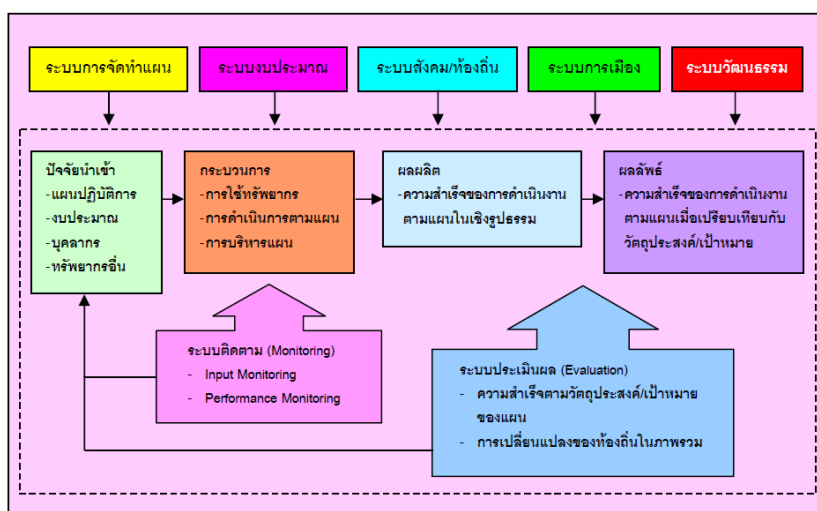 ระบบการจัดทำแผน
ระบบงบประมาณ
ระบบสังคม/ท้องถิ่น
ระบบการเมือง
ระบบวัฒนธรรม
ปัจจัยนำเข้า
-แผนปฏิบัติการ
-งบประมาณ
-บุคลากร
-ทรัพยากรอื่น
กระบวนการ
-การใช้ทรัพยากร
-การดำเนินการตามแผน
-การบริหารแผน
ผลผลิต
-ความสำเร็จของการดำเนินงาน
ตามแผนในเชิงรูปธรรม
ผลลัพธ์
-ความสำเร็จของการดำเนินงาน
ตามแผนเมื่อเปรียบเทียบกับ
วัตถุประสงค์/เป้าหมาย
ระบบติดตาม (Monitoring)
- Input Monitoring
- Performance Monitoring
ระบบประเมินผล (Evaluation)
- ความสำเร็จตามวัตถุประสงค์/เป้าหมาย
ของแผน
- การเปลี่ยนแปลงของท้องถิ่นในภาพรวม